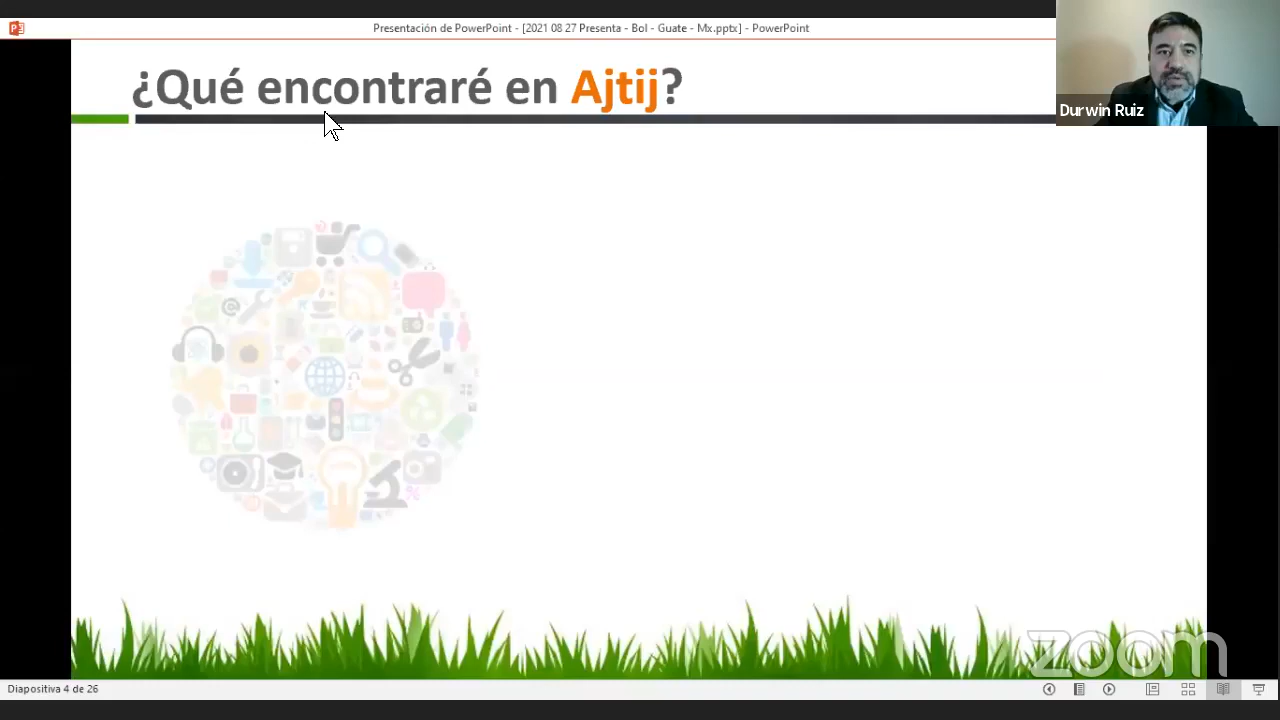 Presentación de PowerPoint - [2021 08 27 Presenta - Bol - Guate - Mx.pptx] - PowerPoint
¿Qué encontraré en Ajtij?
Durwin Ruiz
zoom
Diapositiva 4 de 26